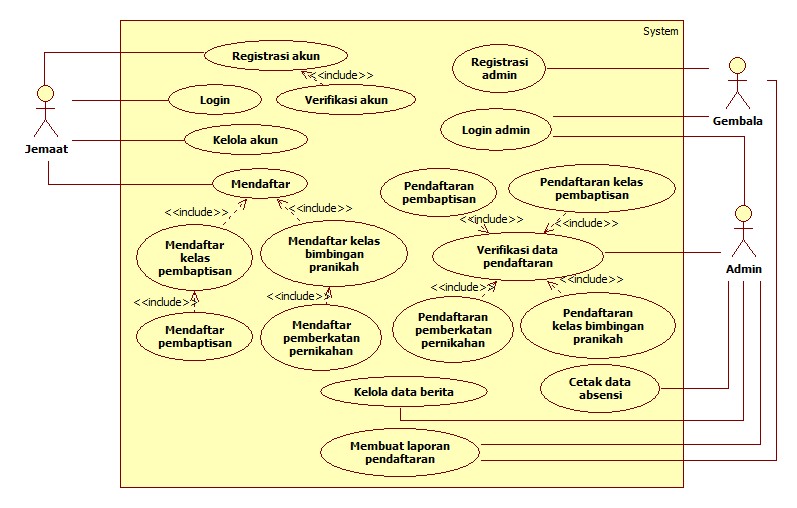 System
Registrasi akun
<<include>>
Verifikasi akun
Login
Kelola akun
Jemaat
Mendaftar
<<include>>
<<include>>
Mendaftar
kelas
pembaptisan
Mendaftar kelas
bimbingan
pranikah
<<include>>
<<include>>
Mendaftar
pembaptisan
Mendaftar
pemberkatan
pernikahan
Registrasi
admin
Login admin
Gembala
Pendaftaran
pembaptisan
Pendaftaran kelas
pembaptisan
<<include>>
<<include>>
Verifikasi data
pendaftaran
Admin
<<include>>
<<include>>
Pendaftaran
pemberkatan
pernikahan
Pendaftaran
kelas bimbingan
pranikah
Kelola data berita
Cetak data
absensi
Membuat laporan
pendaftaran